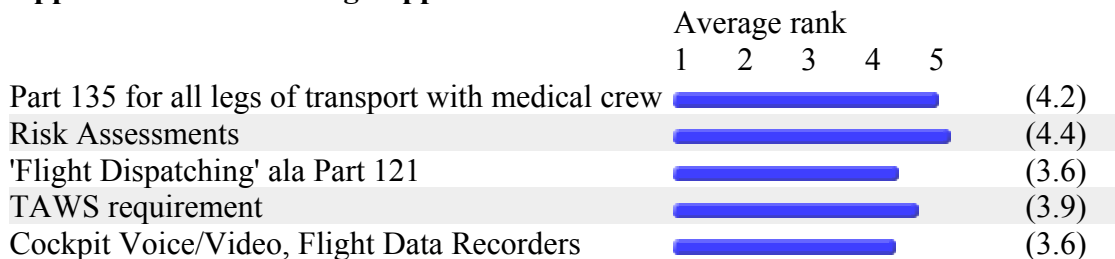 Average rank
1 2 3 4 5
Part 135 for all legs of transport with medical crew (4.2)
Risk Assessments (4.4)
'Flight Dispatching' ala Part 121 (3.6)
TAWS requirement (3.9)
Cockpit Voice/Video, Flight Data Recorders (3.6)